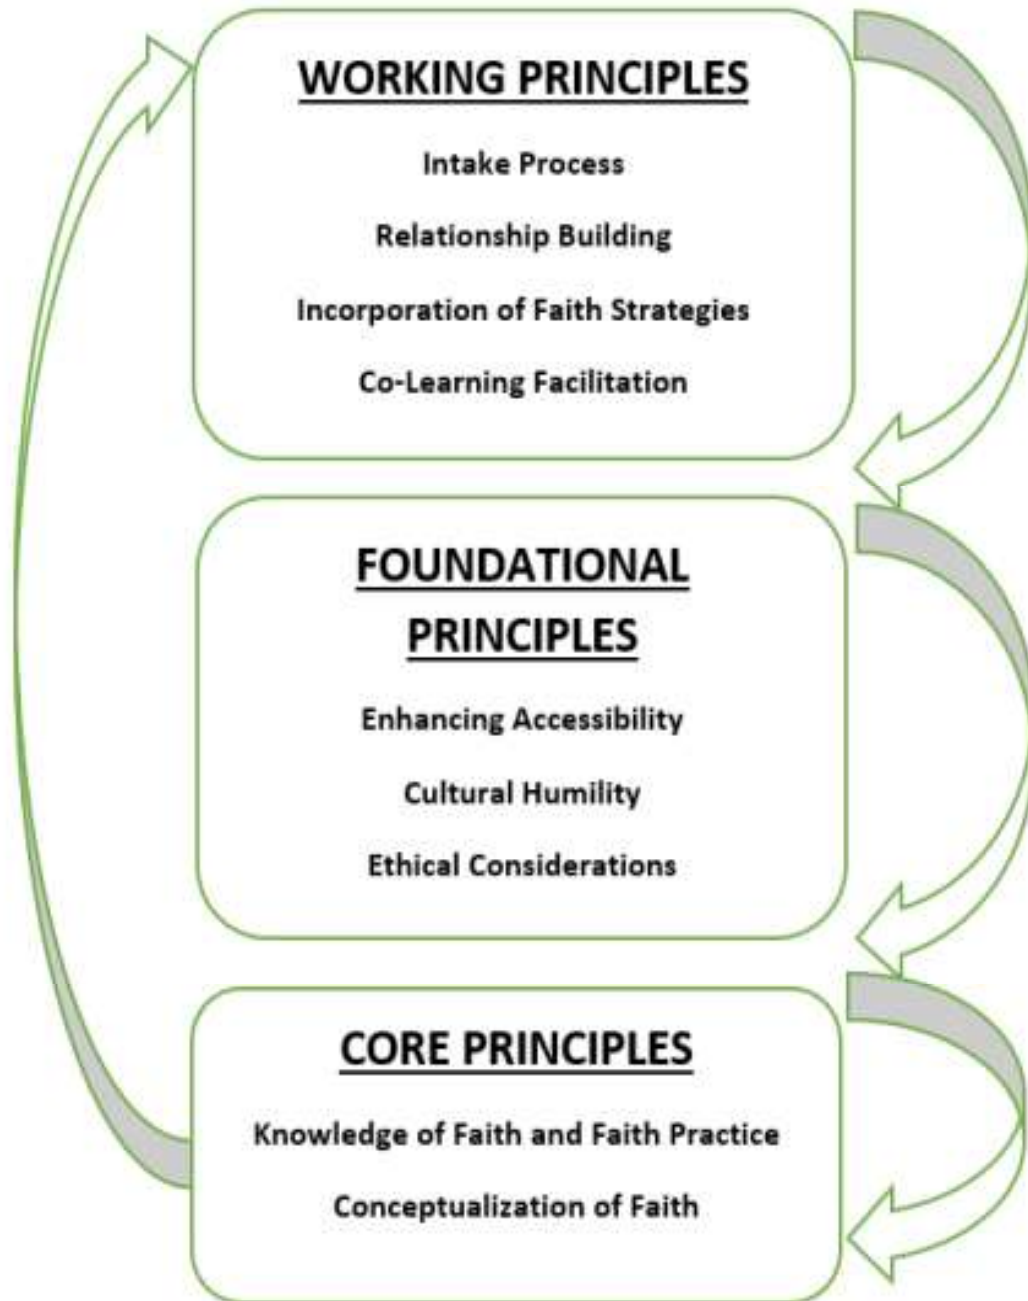 WORKING PRINCIPLES
Intake Process
Relationship Building
Incorporation of Faith Strategies
Co-Learning Facilitation
FOUNDATIONAL
PRINCIPLES
Enhancing Accessibility
Cultural Humility
Ethical Considerations
CORE PRINCIPLES
Knowledge of Faith and Faith Practice
Conceptualization of Faith